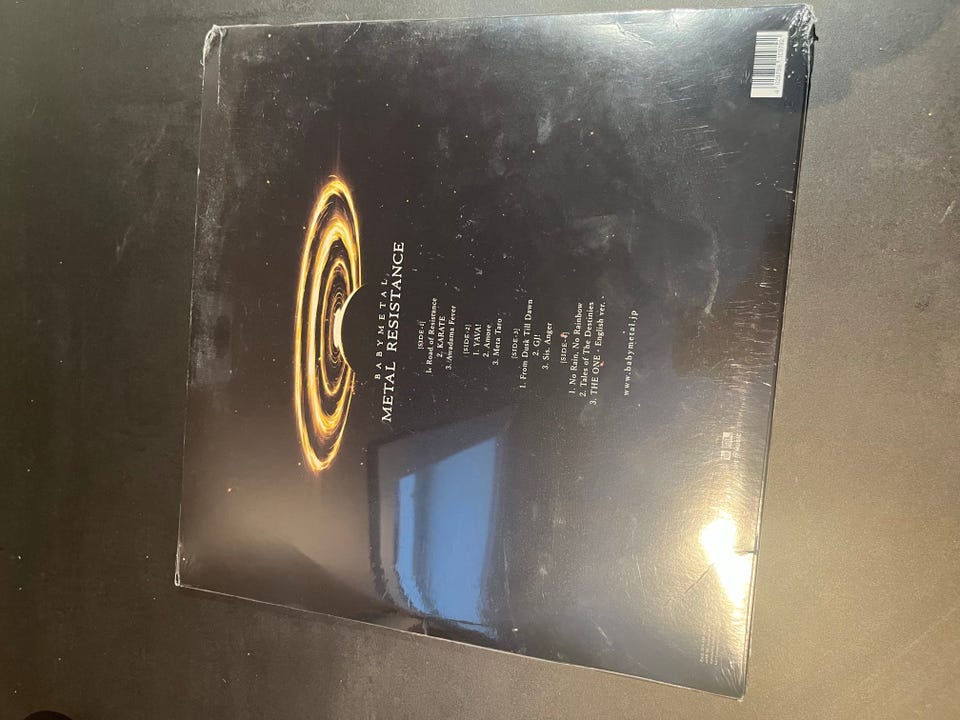 BABYMETAL
METAL RESISTANCE
[SIDE-1]
1. Road of Resistance
2. KARATE
3. Awadama Fever
[SIDE-2]
1. YAVA!
2. Amore
3. Meta Taro
[SIDE-3]
1. From Dusk Till Dawn
2. GJ!
3. Sis. Anger
[SIDE-4]
1. No Rain, No Rainbow
2. Tales of The Destinies
3. THE ONE - English ver. -
www.babymetal.jp